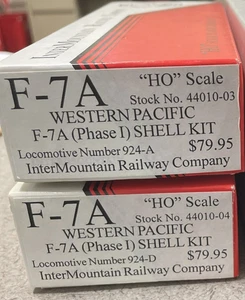 InterMountain
F-7A
"HO" Scale
Stock No. 44010-03
WESTERN PACIFIC
F-7A (Phase I) SHELL KIT
Locomotive Number 924-A
$79.95
InterMountain Railway Company
F-7A
"HO" Scale
Stock No. 44010-04
WESTERN PACIFIC
F-7A (Phase I) SHELL KIT
Locomotive Number 924-D
$79.95
InterMountain Railway Company